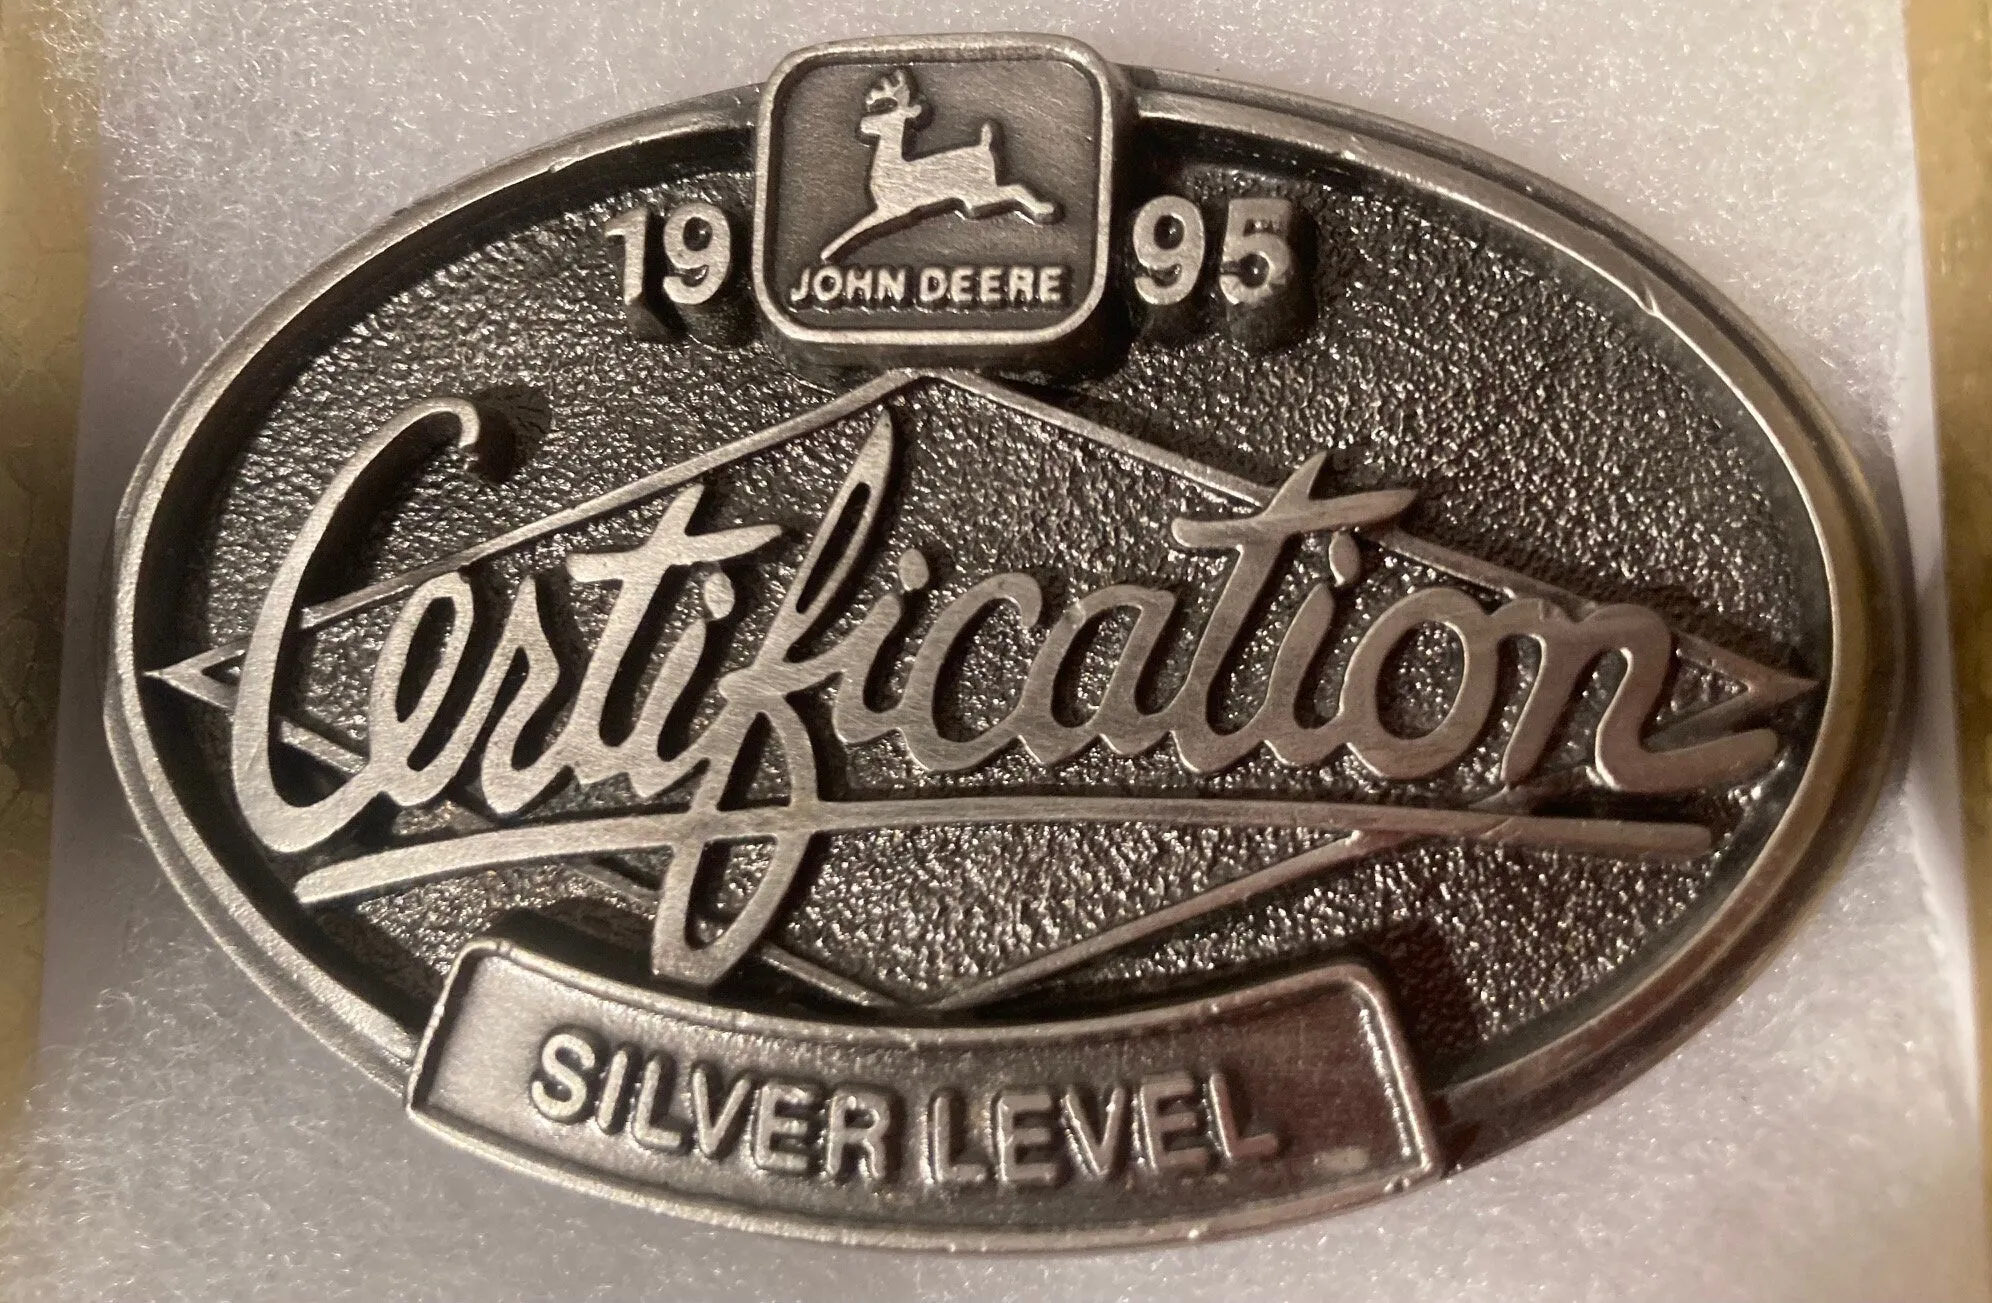 19 95
JOHN DEERE
Certification
SILVER LEVEL